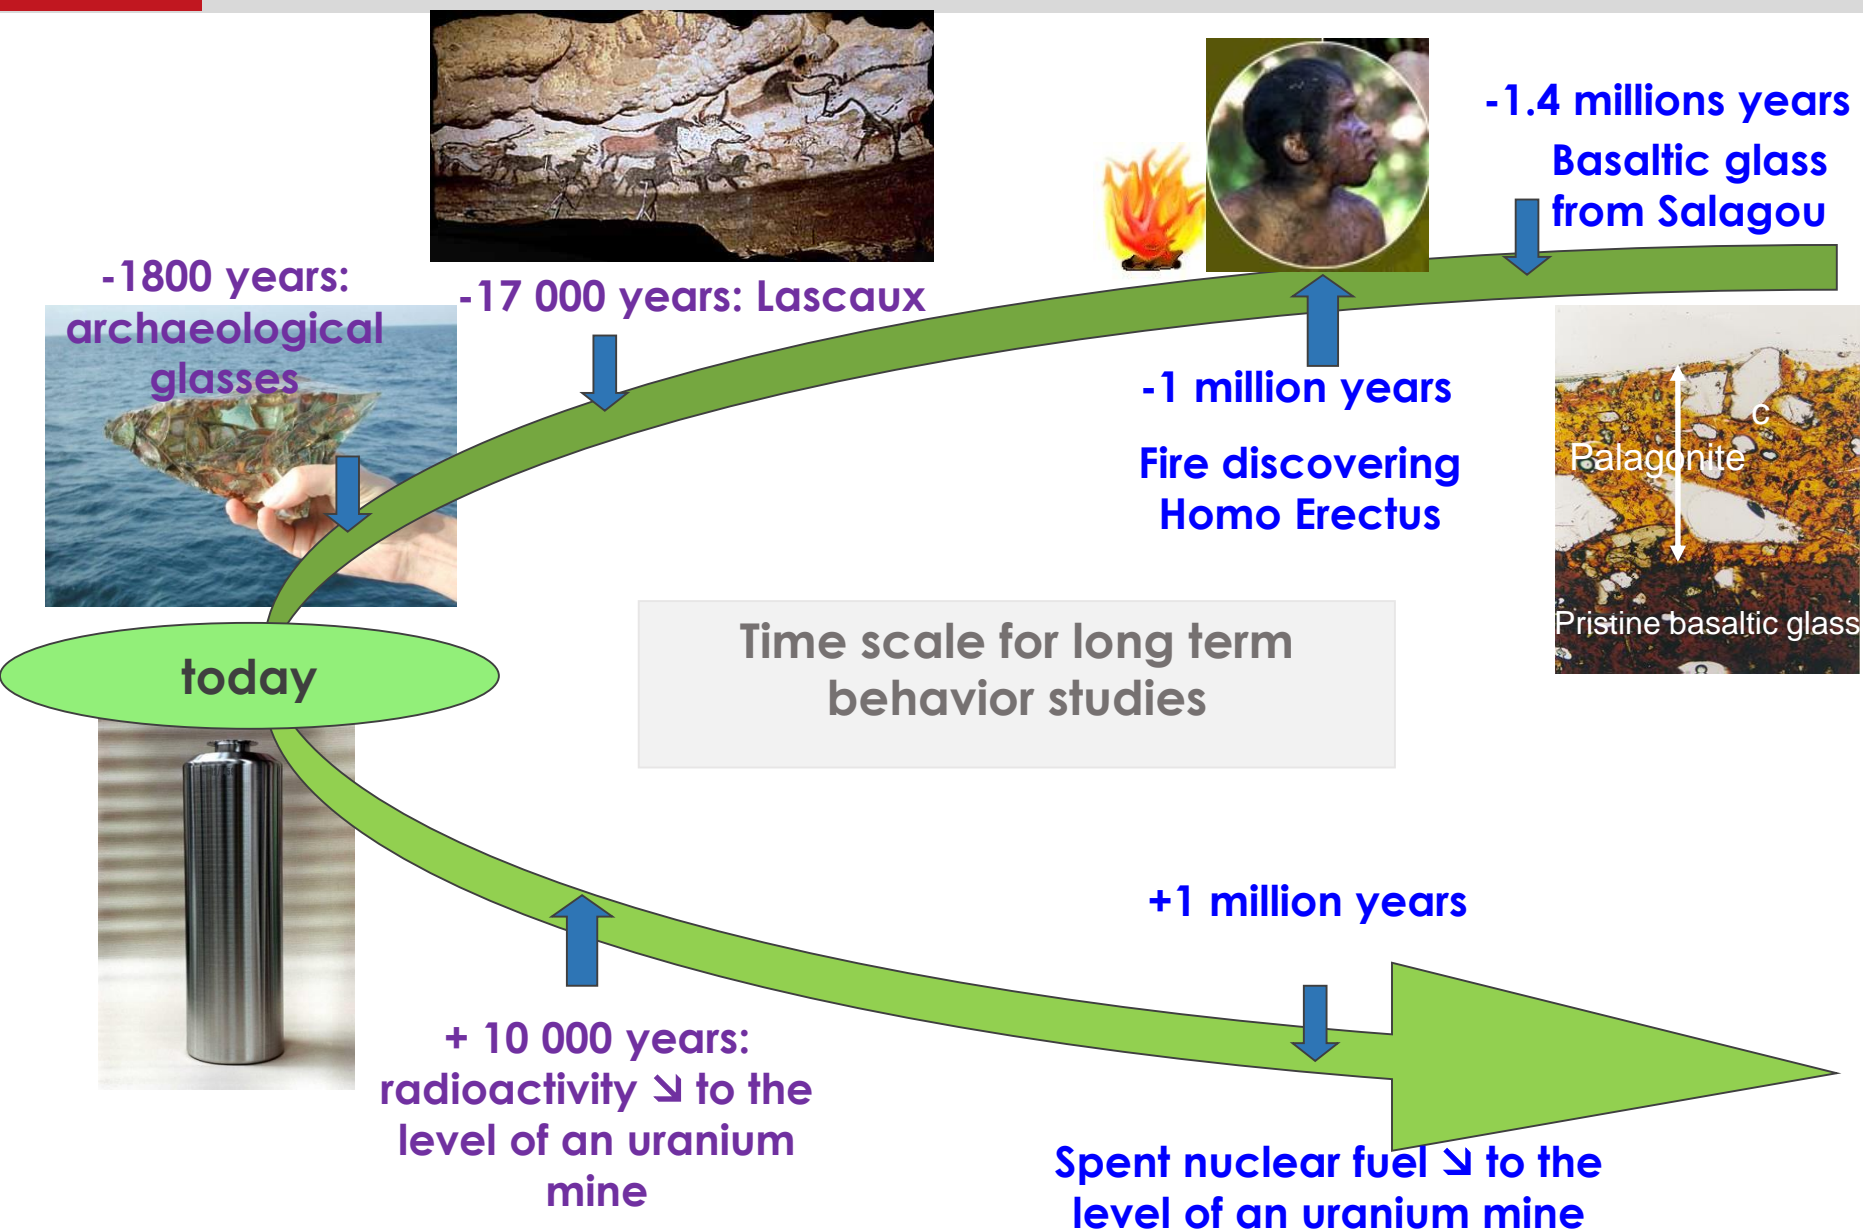 -1800 years:
archaeological
glasses
-17 000 years: Lascaux
-1 million years
Fire discovering
Homo Erectus
-1.4 millions years
Basaltic glass
from Salagou
c
Palagonite
Pristine basaltic glass
today
Time scale for long term
behavior studies
+ 10 000 years:
radioactivity ↘ to the
level of an uranium
mine
+1 million years
Spent nuclear fuel ↘ to the
level of an uranium mine